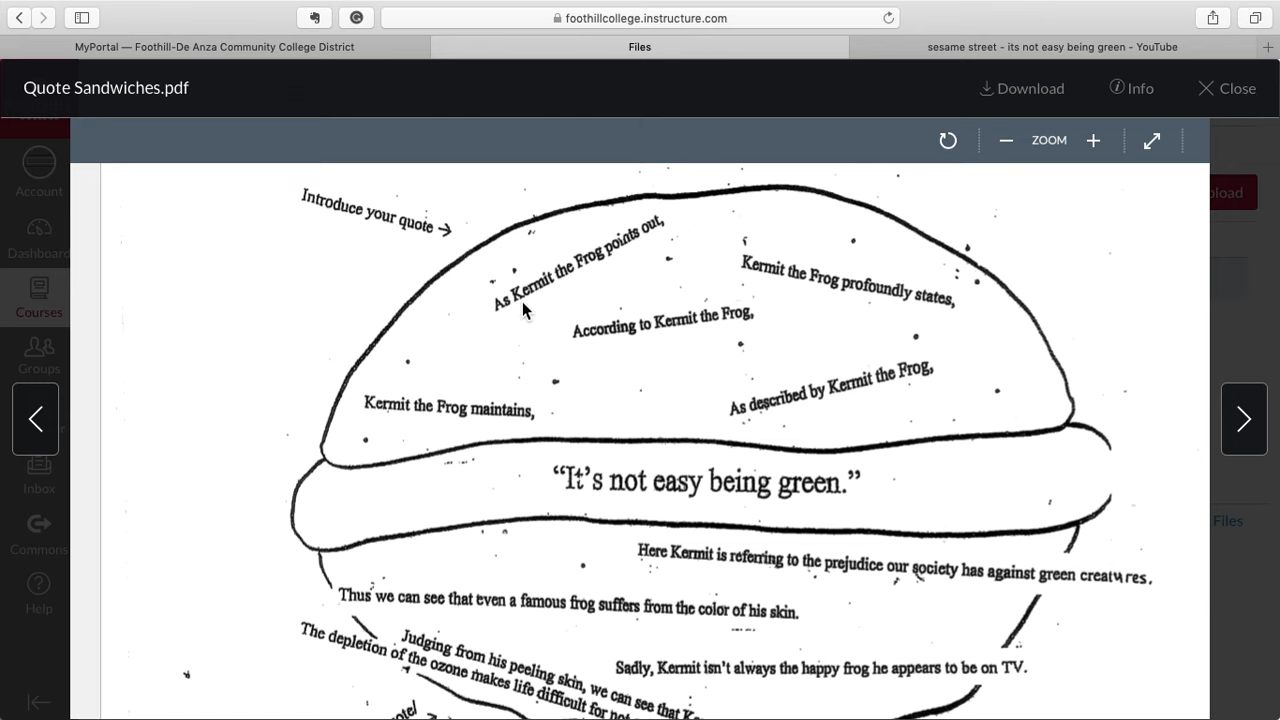 foothillcollege.instructure.com
MyPortal — Foothill-De Anza Community College District
Files
sesame street - its not easy being green - YouTube
Quote Sandwiches.pdf
Download
Info
Close
ZOOM
Account
Dashboard
Courses
Groups
Inbox
Commons
Help
Files
Introduce your quote →
As Kermit the Frog points out,
Kermit the Frog profoundly states,
According to Kermit the Frog,
As described by Kermit the Frog,
Kermit the Frog maintains,
“It’s not easy being green.”
Here Kermit is referring to the prejudice our society has against green creatures.
Thus we can see that even a famous frog suffers from the color of his skin.
Sadly, Kermit isn’t always the happy frog he appears to be on TV.
Judging from his peeling skin, we can see that
The depletion of the ozone makes life difficult for